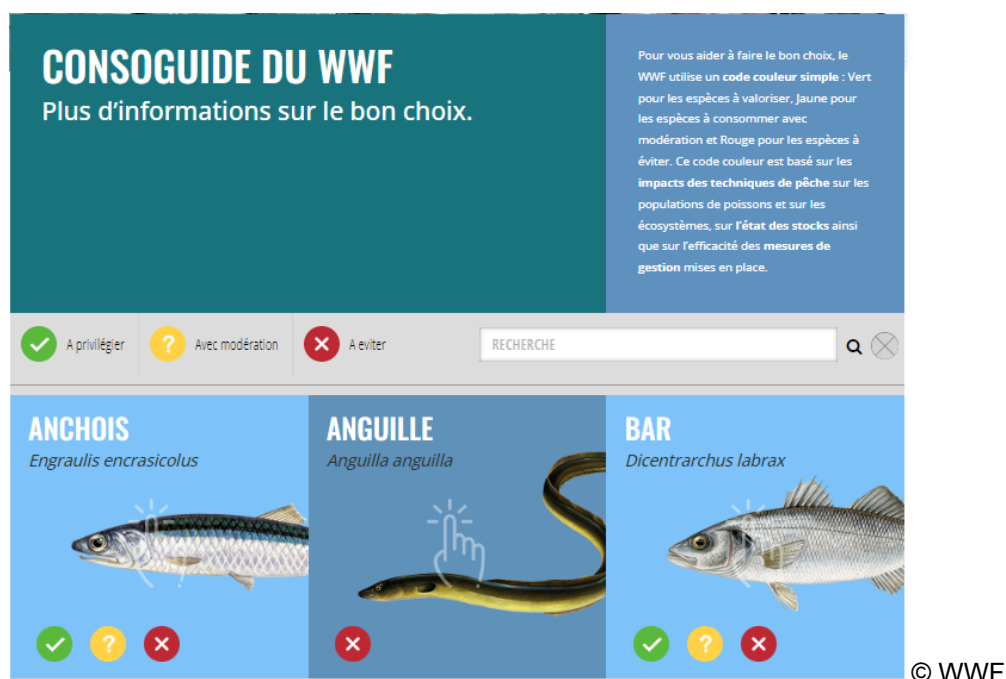 CONSOGUIDE DU WWF
Plus d'informations sur le bon choix.
Pour vous aider à faire le bon choix, le
WWF utilise un code couleur simple : Vert
pour les espèces à valoriser, Jaune pour
les espèces à consommer avec
modération et Rouge pour les espèces à
éviter. Ce code couleur est basé sur les
impacts des techniques de pêche sur les
populations de poissons et sur les
écosystèmes, sur l'état des stocks ainsi
que sur l'efficacité des mesures de
gestion mises en place.
A privilégier
? Avec modération
A eviter
RECHERCHE
ANCHOIS
Engraulis encrasicolus
?
ANGUILLE
Anguilla anguilla
BAR
Dicentrarchus labrax
?
© WWF